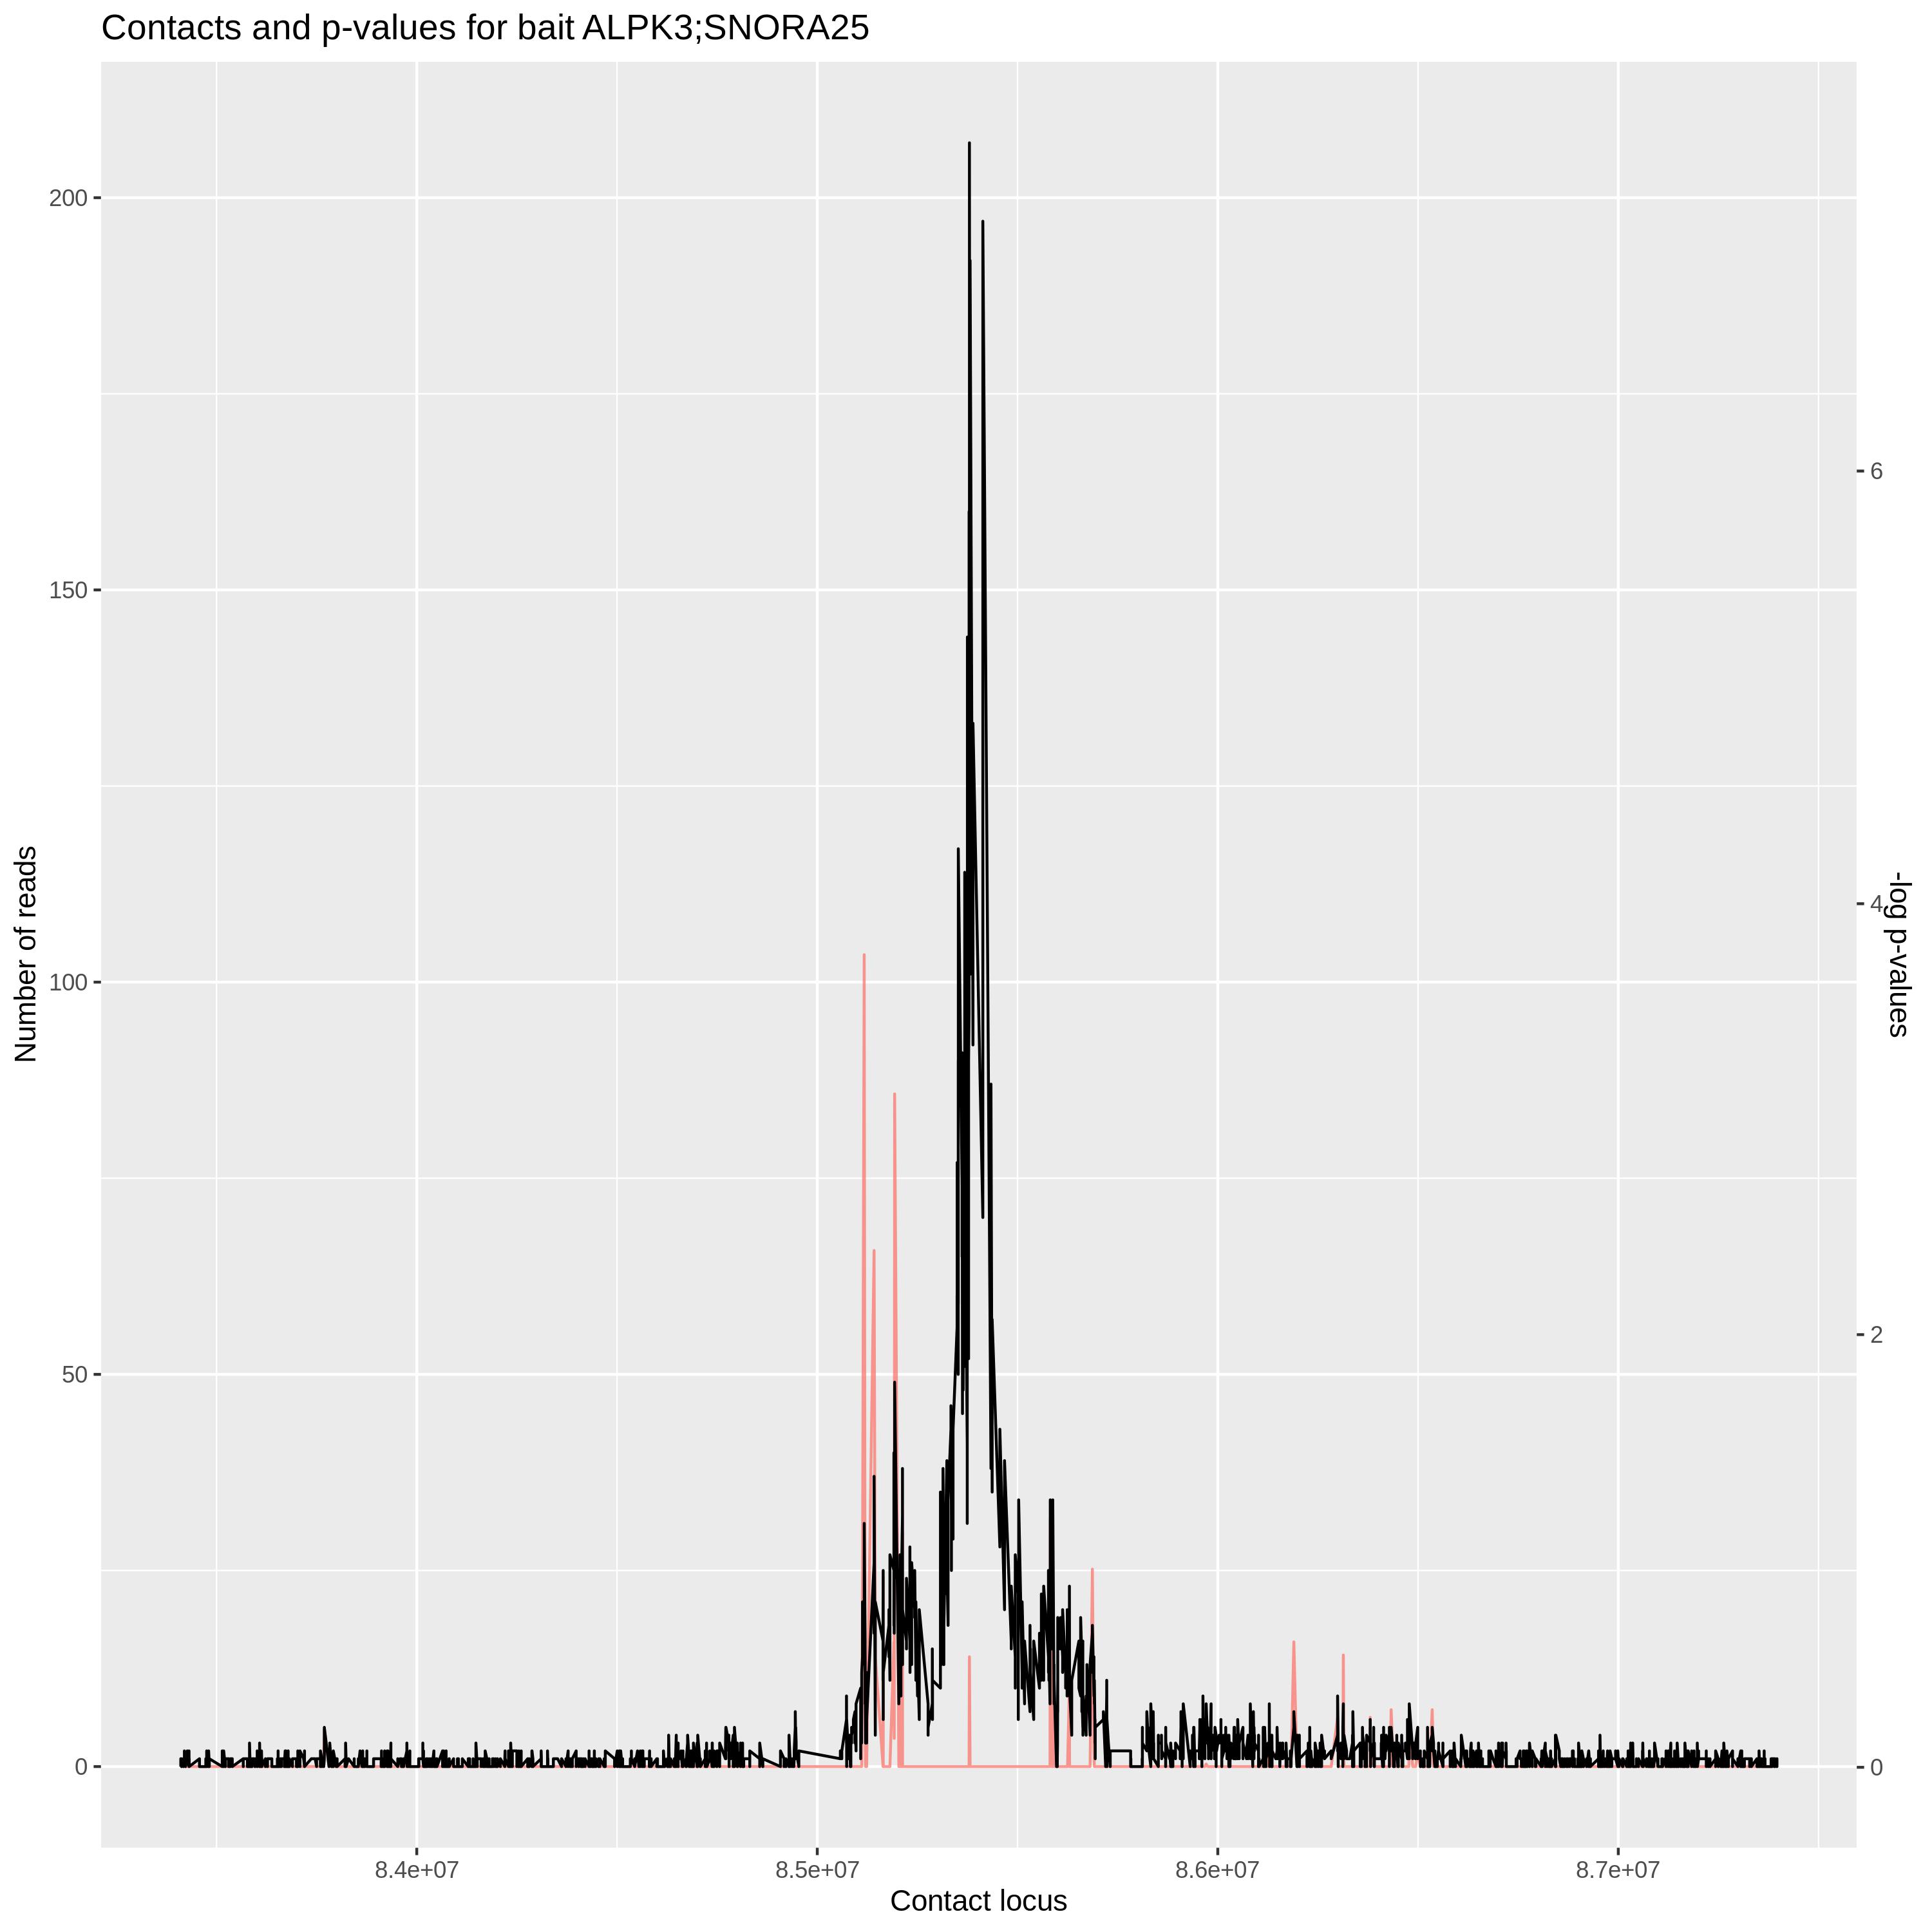 Contacts and p-values for bait ALPK3;SNORA25
200
150
100
50
0
Number of reads
6
4
2
0
-log p-values
8.4e+07 8.5e+07 8.6e+07 8.7e+07
Contact locus